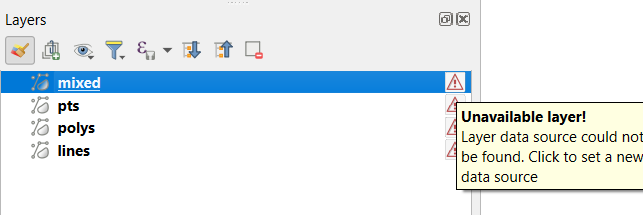 Layers
mixed
pts
polys
lines
Unavailable layer!
Layer data source could not
be found. Click to set a new
data source